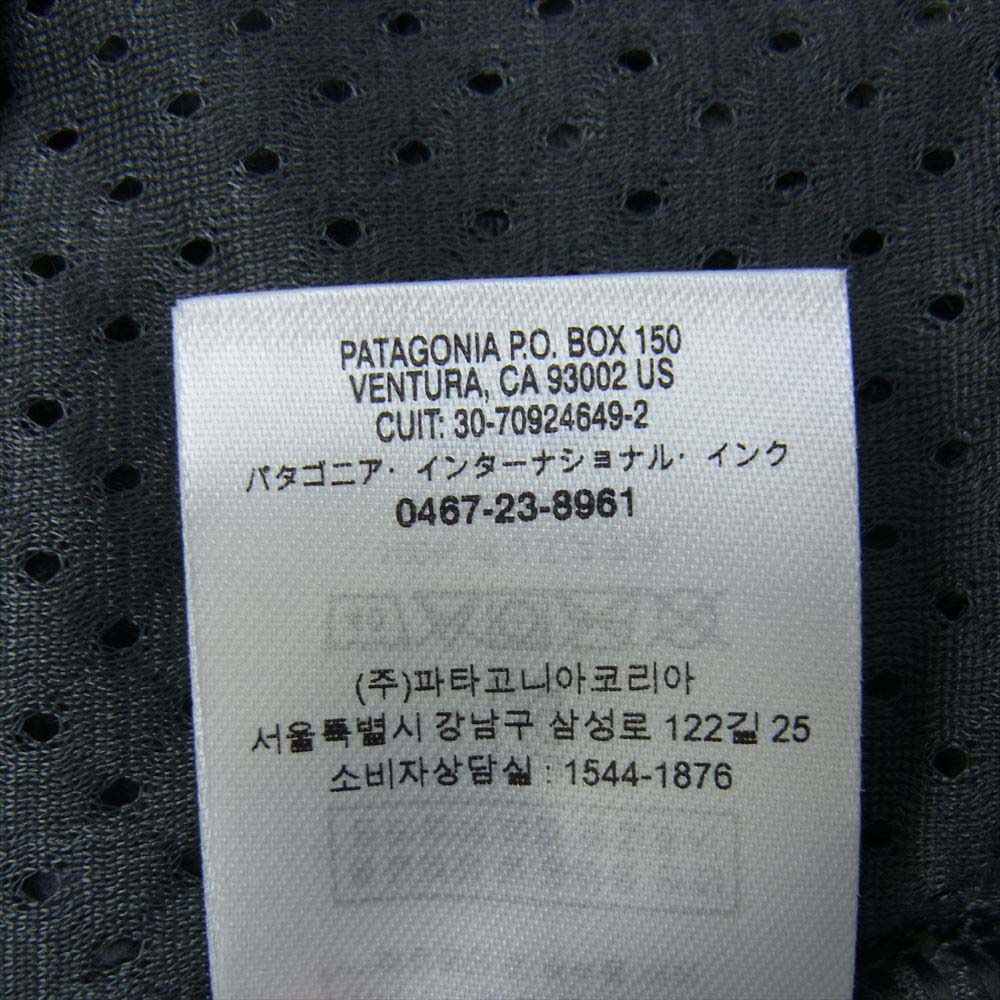 PATAGONIA P.O. BOX 150
VENTURA, CA 93002 US
CUIT: 30-70924649-2
パタゴニア・インターナショナル・インク
0467-23-8961
(주)파타고니아코리아
서울특별시 강남구 삼성로 122길 25
소비자상담실 : 1544-1876